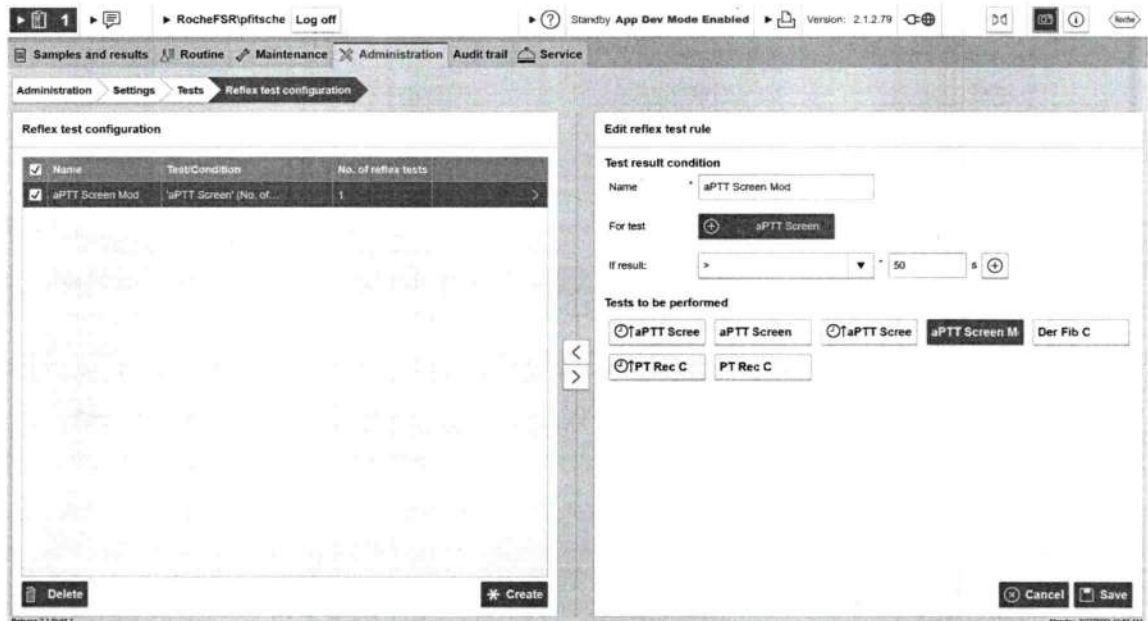 1 RocheFSR\pfitsche Log off ? Standby App Dev Mode Enabled Version: 2.1.2.79 i Roche
Samples and results Routine Maintenance Administration Audit trail Service
Administration Settings Tests Reflex test configuration
Reflex test configuration
Name Test/Condition No. of reflex tests
aPTT Screen Mod 'aPTT Screen' (No. of... 1 >
Delete Create
< >
Edit reflex test rule
Test result condition
Name * aPTT Screen Mod
For test aPTT Screen
If result: > * 50 s
Tests to be performed
aPTT Scree aPTT Screen aPTT Scree aPTT Screen M Der Fib C
PT Rec C PT Rec C
Cancel Save